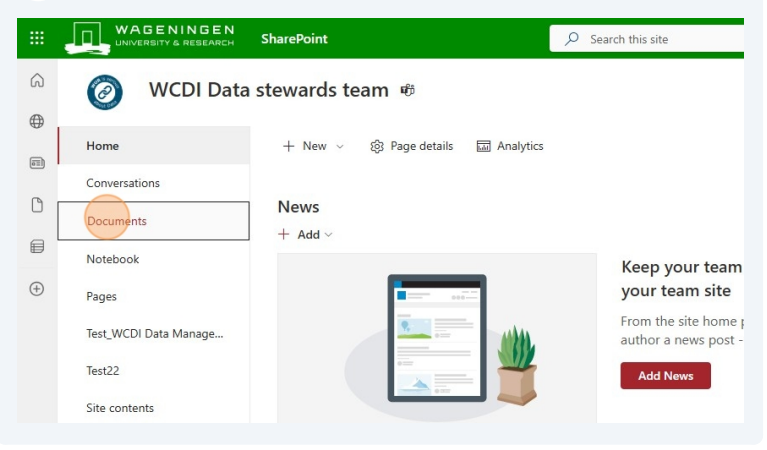 WAGENINGEN
UNIVERSITY & RESEARCH
SharePoint
Search this site
WCDI Data stewards team
Home
+ New
Page details
Analytics
Conversations
Documents
Notebook
Pages
Test_WCDI Data Manage...
Test22
Site contents
News
+ Add
Keep your team
your team site
From the site home p
author a news post -
Add News